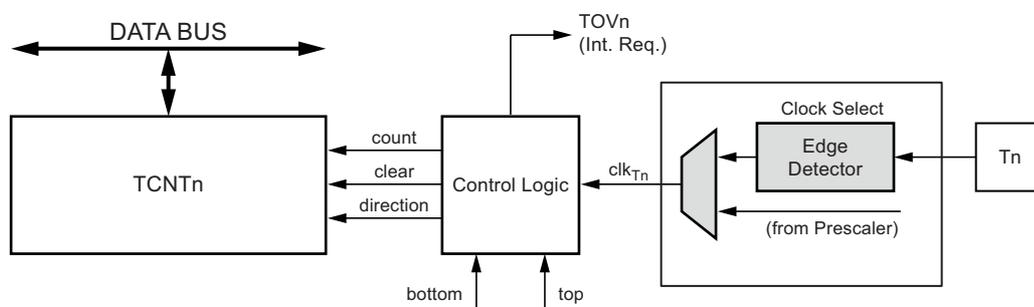 DATA BUS
TOVn
(Int. Req.)
TCNTn
count
clear
direction
Control Logic
clkTn
Clock Select
Edge
Detector
(from Prescaler)
Tn
bottom
top